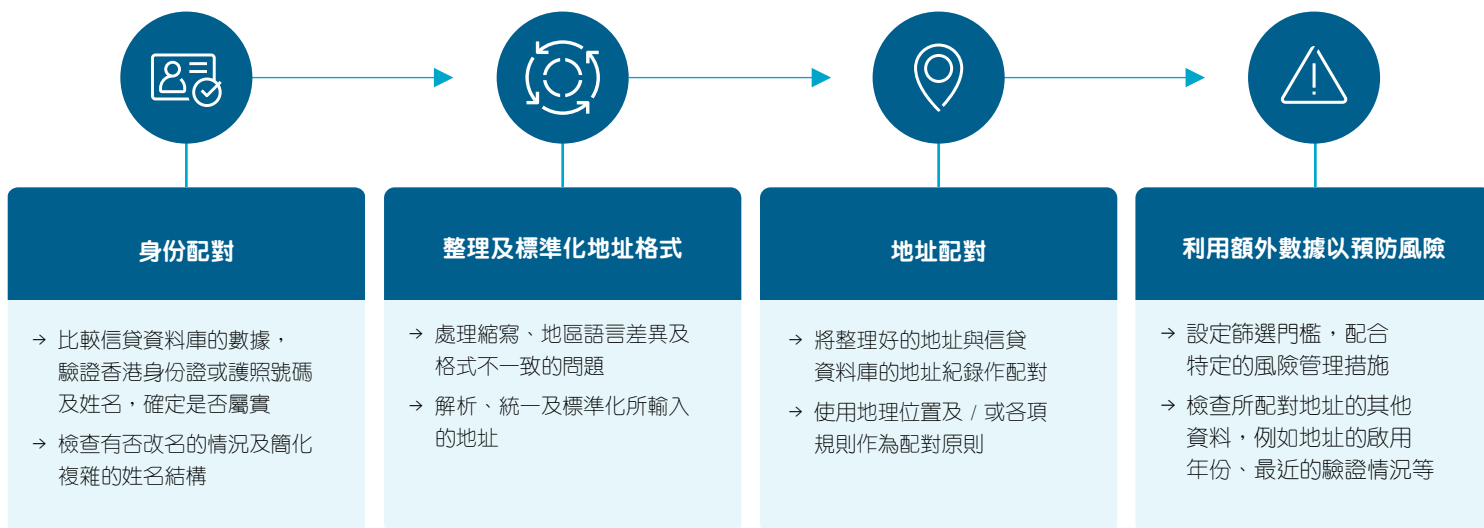 身份配對
→ 比較信貸資料庫的數據，
驗證香港身份證或護照號碼
及姓名，確定是否屬實
→ 檢查有否改名的情況及簡化
複雜的姓名結構
整理及標準化地址格式
→ 處理縮寫、地區語言差異及
格式不一致的問題
→ 解析、統一及標準化所輸入
的地址
地址配對
→ 將整理好的地址與信貸
資料庫的地址紀錄作配對
→ 使用地理位置及 / 或各項
規則作為配對原則
利用額外數據以預防風險
→ 設定篩選門檻，配合
特定的風險管理措施
→ 檢查所配對地址的其他
資料，例如地址的啟用
年份、最近的驗證情況等